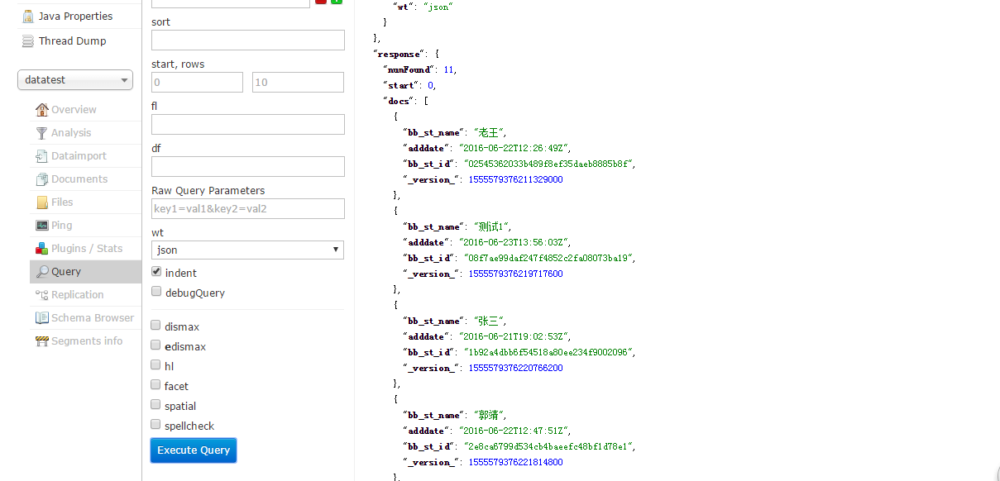 Java Properties
Thread Dump
datatest
Overview
Analysis
Dataimport
Documents
Files
Ping
Plugins / Stats
Query
Replication
Schema Browser
Segments info
sort
start, rows
0
10
fl
df
Raw Query Parameters
key1=val1&key2=val2
wt
json
indent
debugQuery
dismax
edismax
hl
facet
spatial
spellcheck
Execute Query
"wt": "json"
}
},
"response": {
"numFound": 11,
"start": 0,
"docs": [
{
"bb_st_name": "老王",
"adddate": "2016-06-22T12:26:49Z",
"bb_st_id": "02545362033b489f8ef35daeb8885b8f",
"_version_": 1555579376211329000
},
{
"bb_st_name": "测试1",
"adddate": "2016-06-23T13:56:03Z",
"bb_st_id": "08f7ae99daf247f4852c2fa08073ba19",
"_version_": 1555579376219717600
},
{
"bb_st_name": "张三",
"adddate": "2016-06-21T19:02:53Z",
"bb_st_id": "1b92a4dbb6f54518a80ee234f9002096",
"_version_": 1555579376220766200
},
{
"bb_st_name": "郭靖",
"adddate": "2016-06-22T12:47:51Z",
"bb_st_id": "2e8ca6799d534cb4baeefc48bf1d78e1",
"_version_": 1555579376221814800
},